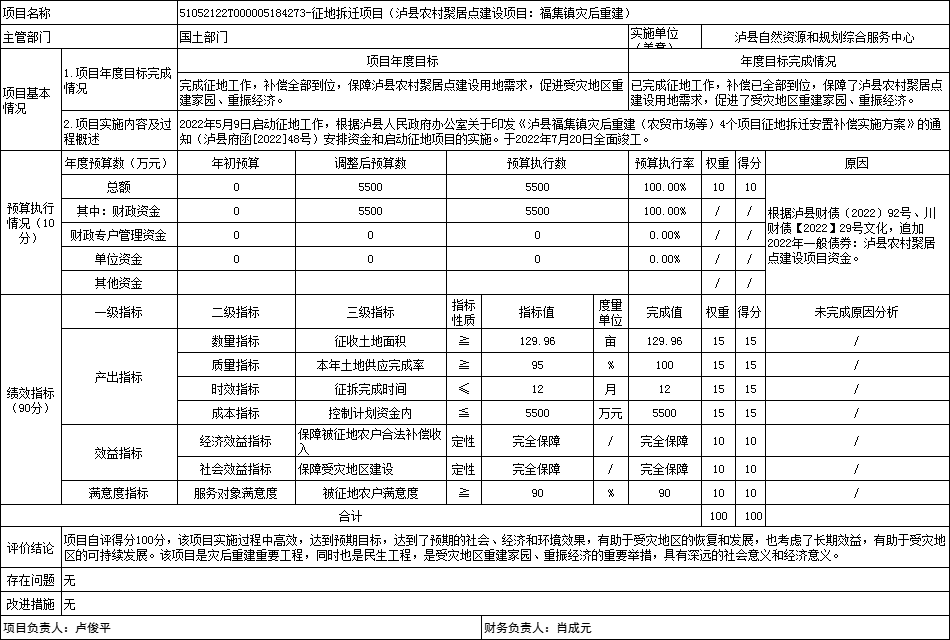 项目名称 51052122T000005184273-征地拆迁项目（泸县农村聚居点建设项目: 福集镇灾后重建）
主管部门 国土部门 实施单位（盖章） 泸县自然资源和规划综合服务中心
项目基本情况 1.项目年度目标完成情况 项目年度目标 年度目标完成情况
完成征地工作，补偿全部到位，保障泸县农村聚居点建设用地需求，促进受灾地区重建家园、重振经济。 已完成征地工作，补偿已全部到位，保障了泸县农村聚居点建设用地需求，促进了受灾地区重建家园、重振经济。
2.项目实施内容及过程概述 2022年5月9日启动征地工作，根据泸县人民政府办公室关于印发《泸县福集镇灾后重建（农贸市场等）4个项目征地拆迁安置补偿实施方案》的通知（泸县府函[2022]48号）安排资金和启动征地项目的实施。于2022年7月20日全面竣工。
预算执行情况（10分） 年度预算数（万元） 年初预算 调整后预算数 预算执行数 预算执行率 权重 得分 原因
总额 0 5500 5500 100.00% 10 10 根据泸县财债（2022）92号、川财债【2022】29号文化，追加2022年一般债券：泸县农村聚居点建设项目资金。
其中：财政资金 0 5500 5500 100.00% / /
财政专户管理资金 0 0 0 0.00% / /
单位资金 0 0 0 0.00% / /
其他资金 / /
绩效指标（90分） 一级指标 二级指标 三级指标 指标性质 指标值 度量单位 完成值 权重 得分 未完成原因分析
产出指标 数量指标 征收土地面积 ≧ 129.96 亩 129.96 15 15 /
质量指标 本年土地供应完成率 ≧ 95 % 100 15 15 /
时效指标 征拆完成时间 ≤ 12 月 12 15 15 /
成本指标 控制计划资金内 ≦ 5500 万元 5500 15 15 /
效益指标 经济效益指标 保障被征地农户合法补偿收入 定性 完全保障 / 完全保障 10 10 /
社会效益指标 保障受灾地区建设 定性 完全保障 / 完全保障 10 10 /
满意度指标 服务对象满意度 被征地农户满意度 ≧ 90 % 90 10 10 /
合计 100 100
评价结论 项目自评得分100分，该项目实施过程中高效，达到预期目标，达到了预期的社会、经济和环境效果，有助于受灾地区的恢复和发展，也考虑了长期效益，有助于受灾地区的可持续发展。该项目是灾后重建重要工程，同时也是民生工程，是受灾地区重建家园、重振经济的重要举措，具有深远的社会意义和经济意义。
存在问题 无
改进措施 无
项目负责人：卢俊平 财务负责人：肖成元